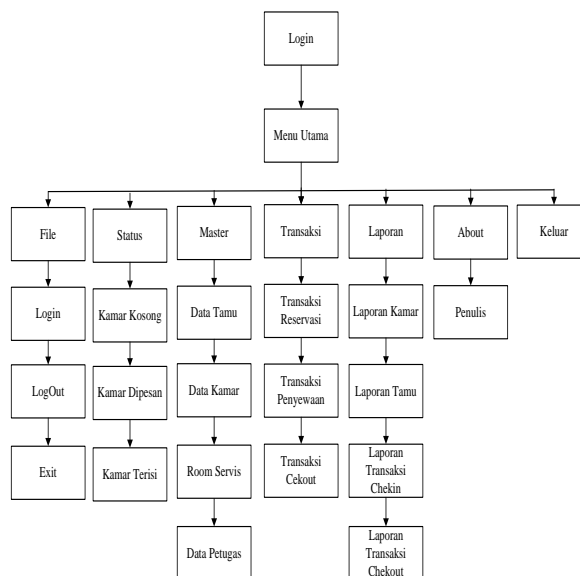 Login
Menu Utama
File
Status
Master
Transaksi
Laporan
About
Keluar
Login
Kamar Kosong
Data Tamu
Transaksi
Reservasi
Laporan Kamar
Penulis
LogOut
Kamar Dipesan
Data Kamar
Transaksi
Penyewaan
Laporan Tamu
Exit
Kamar Terisi
Room Servis
Transaksi
Cekout
Laporan
Transaksi
Chekin
Data Petugas
Laporan
Transaksi
Chekout